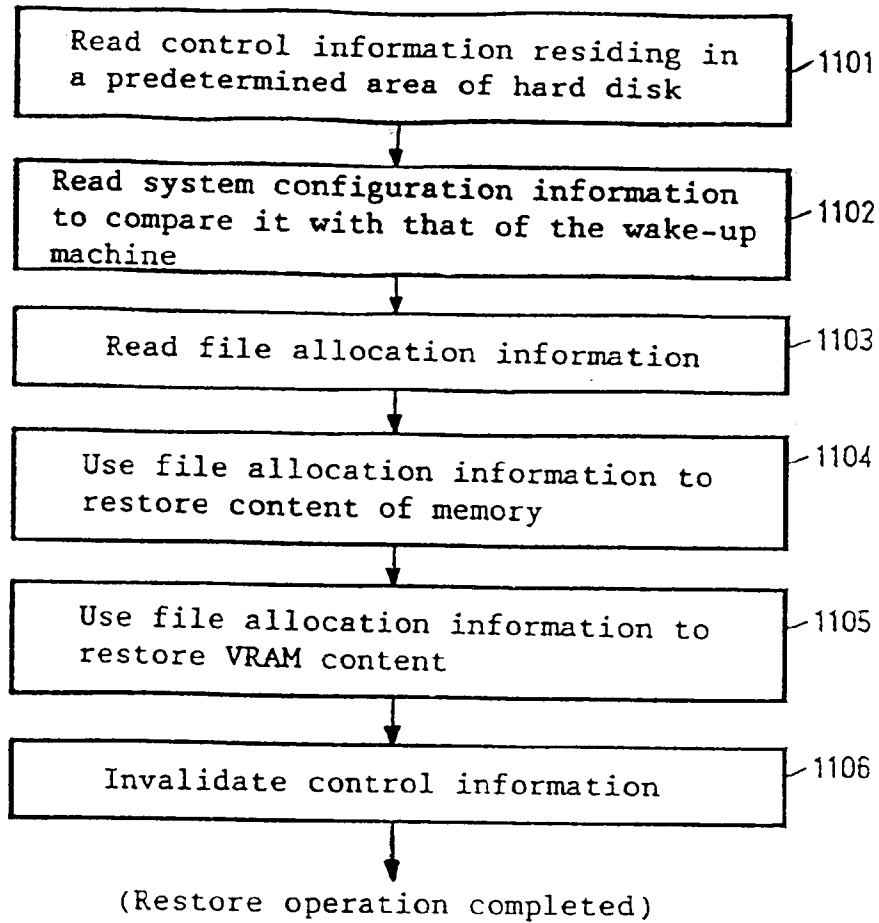 Read control information residing in
a predetermined area of hard disk
1101
Read system configuration information
to compare it with that of the wake-up
machine
1102
Read file allocation information
1103
Use file allocation information to
restore content of memory
1104
Use file allocation information to
restore VRAM content
1105
Invalidate control information
1106
(Restore operation completed)